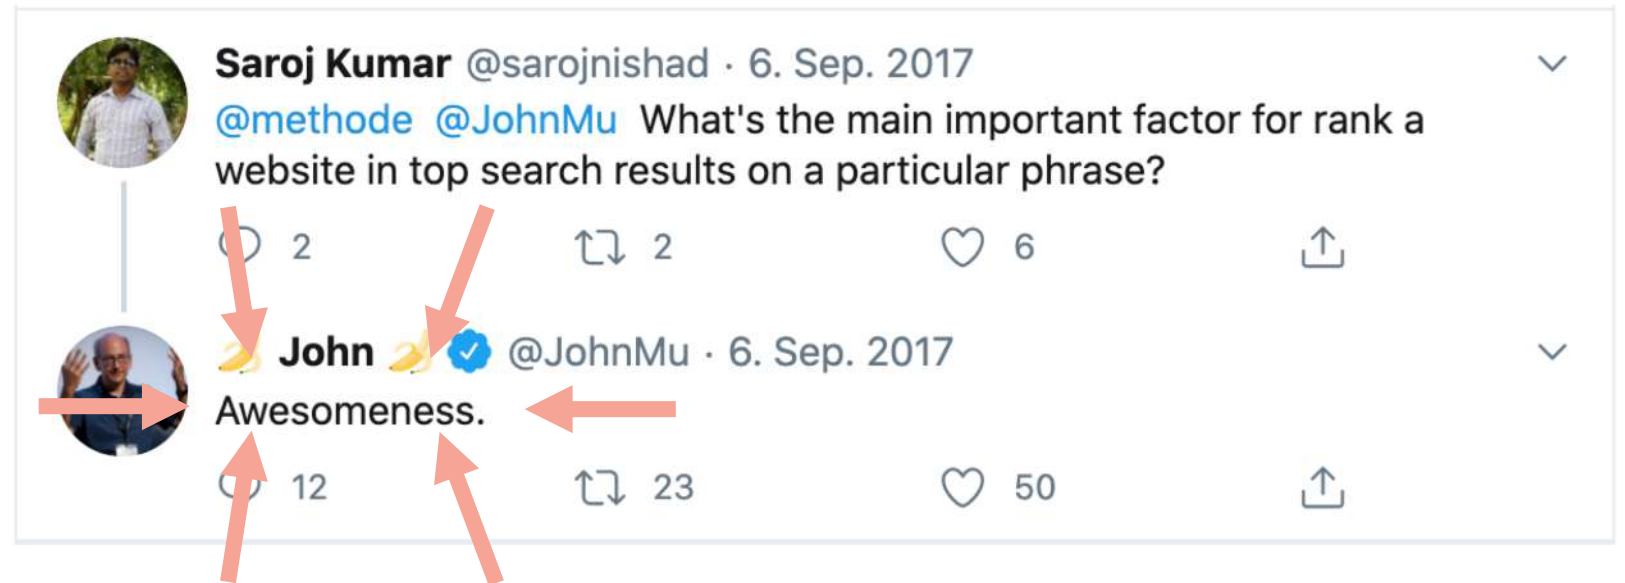 Saroj Kumar @sarojnishad · 6. Sep. 2017
@methode @JohnMu What's the main important factor for rank a
website in top search results on a particular phrase?
2 2 6
🍌 John 🍌 @JohnMu · 6. Sep. 2017
Awesomeness.
12 23 50